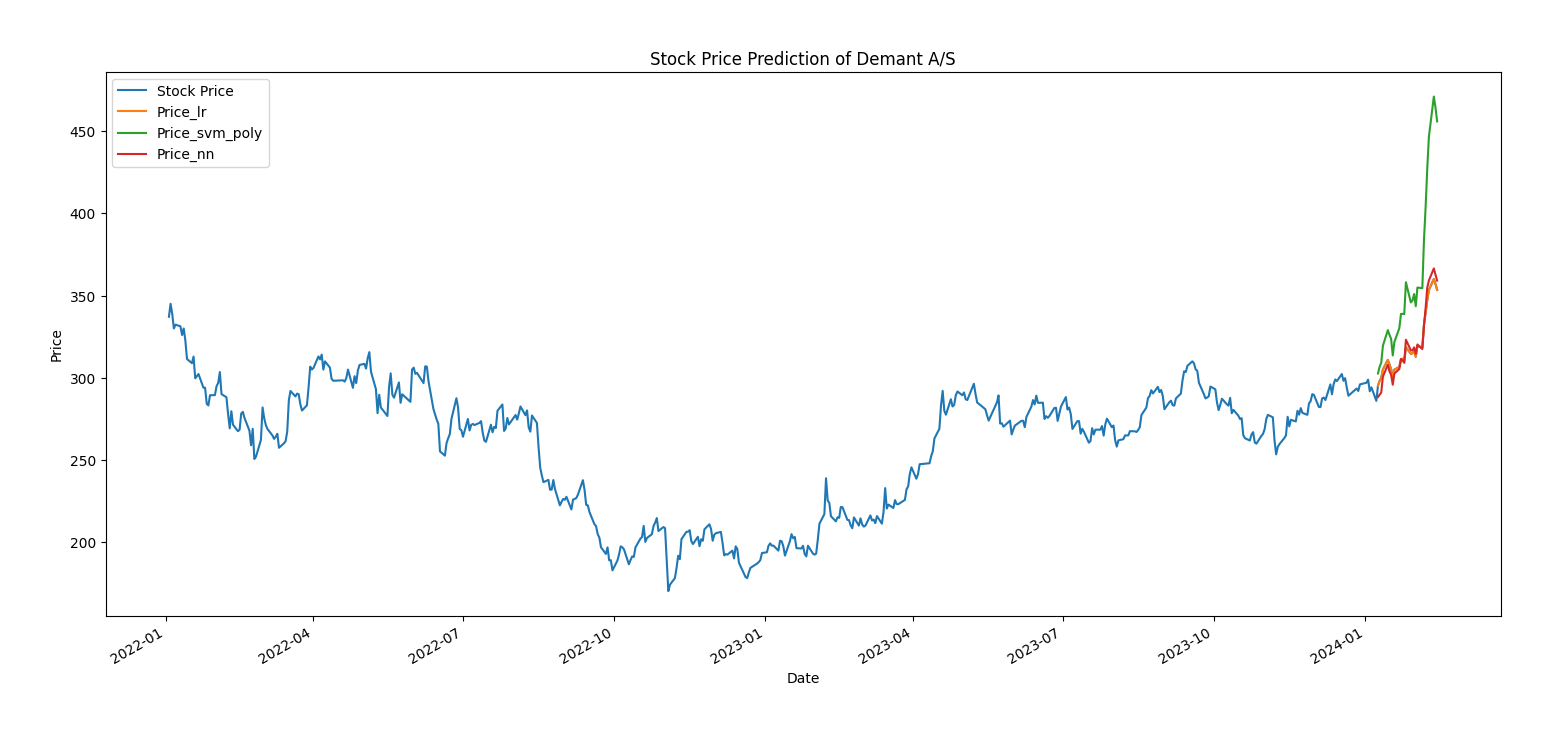 Stock Price Prediction of Demant A/S
Stock Price
Price_lr
Price_svm_poly
Price_nn
Price
450
400
350
300
250
200
2022-01
2022-04
2022-07
2022-10
2023-01
2023-04
2023-07
2023-10
2024-01
Date